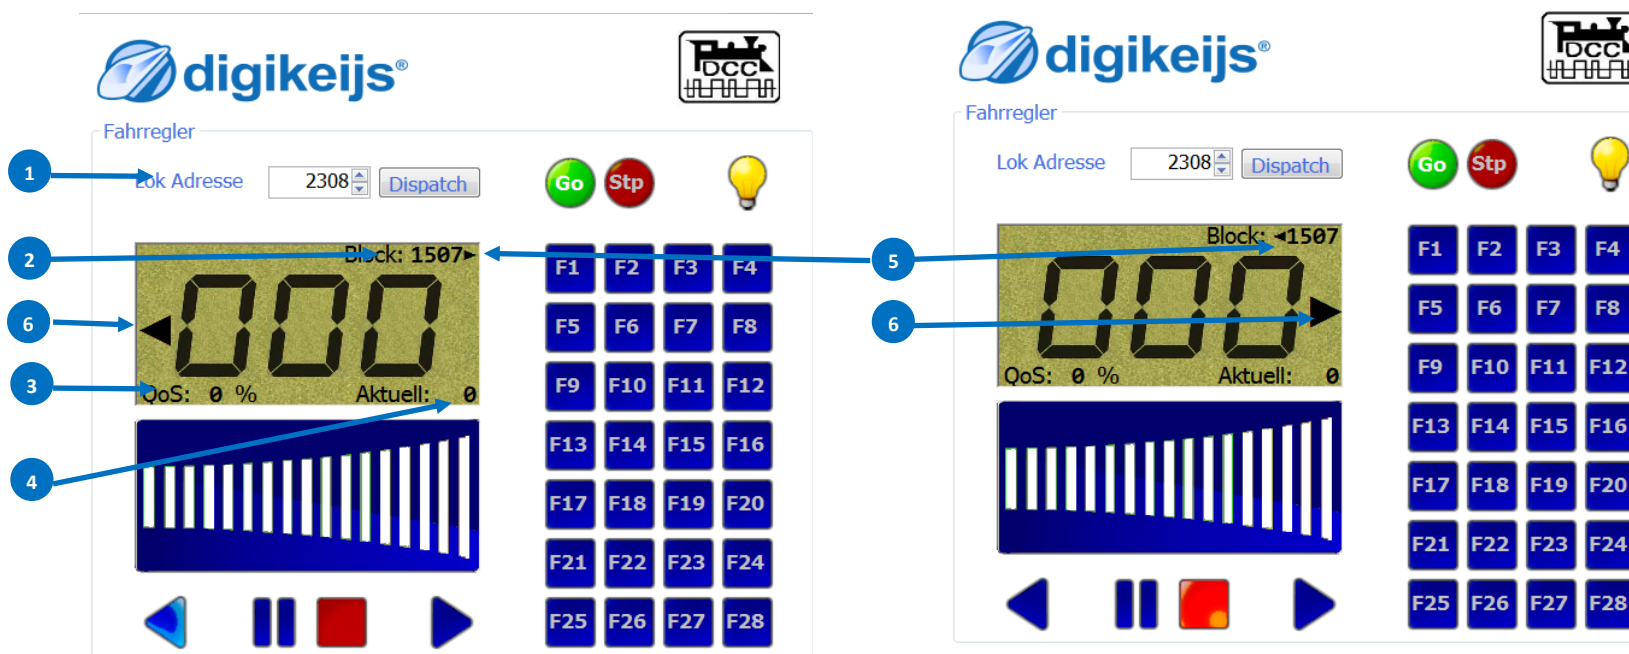 digikeijs®
DCC
Fahrregler
1
Lok Adresse 2308 Dispatch
Go Stp
2
Block: 1507►
6
000
3
QoS: 0 % Aktuell: 0
4
F1 F2 F3 F4
F5 F6 F7 F8
F9 F10 F11 F12
F13 F14 F15 F16
F17 F18 F19 F20
F21 F22 F23 F24
F25 F26 F27 F28
digikeijs®
DCC
Fahrregler
Lok Adresse 2308 Dispatch
Go Stp
5
Block: ◄1507
6
000
QoS: 0 % Aktuell: 0
F1 F2 F3 F4
F5 F6 F7 F8
F9 F10 F11 F12
F13 F14 F15 F16
F17 F18 F19 F20
F21 F22 F23 F24
F25 F26 F27 F28